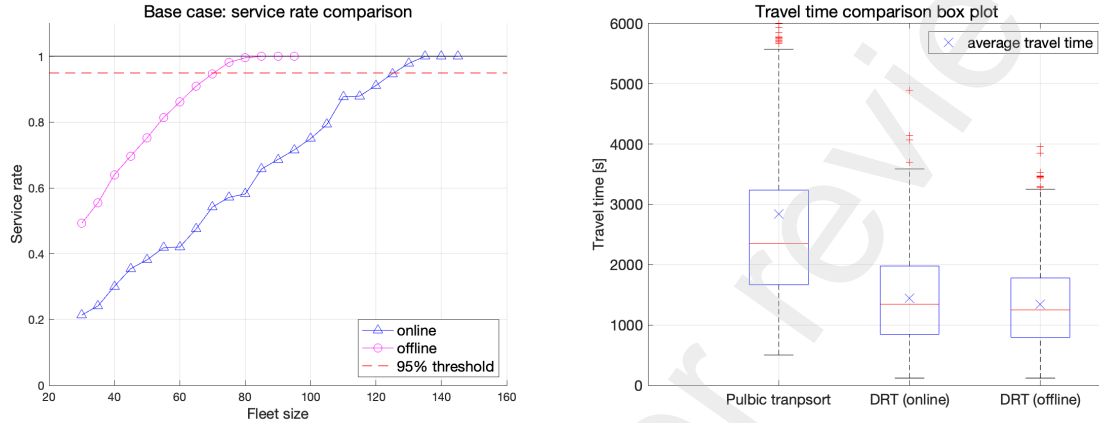 Base case: service rate comparison
Service rate
1
0.8
0.6
0.4
0.2
0
20
40
60
80
100
120
140
160
Fleet size
online
offline
95% threshold
Travel time comparison box plot
Travel time [s]
6000
5000
4000
3000
2000
1000
0
average travel time
Pulbic tranpsort
DRT (online)
DRT (offline)
er review